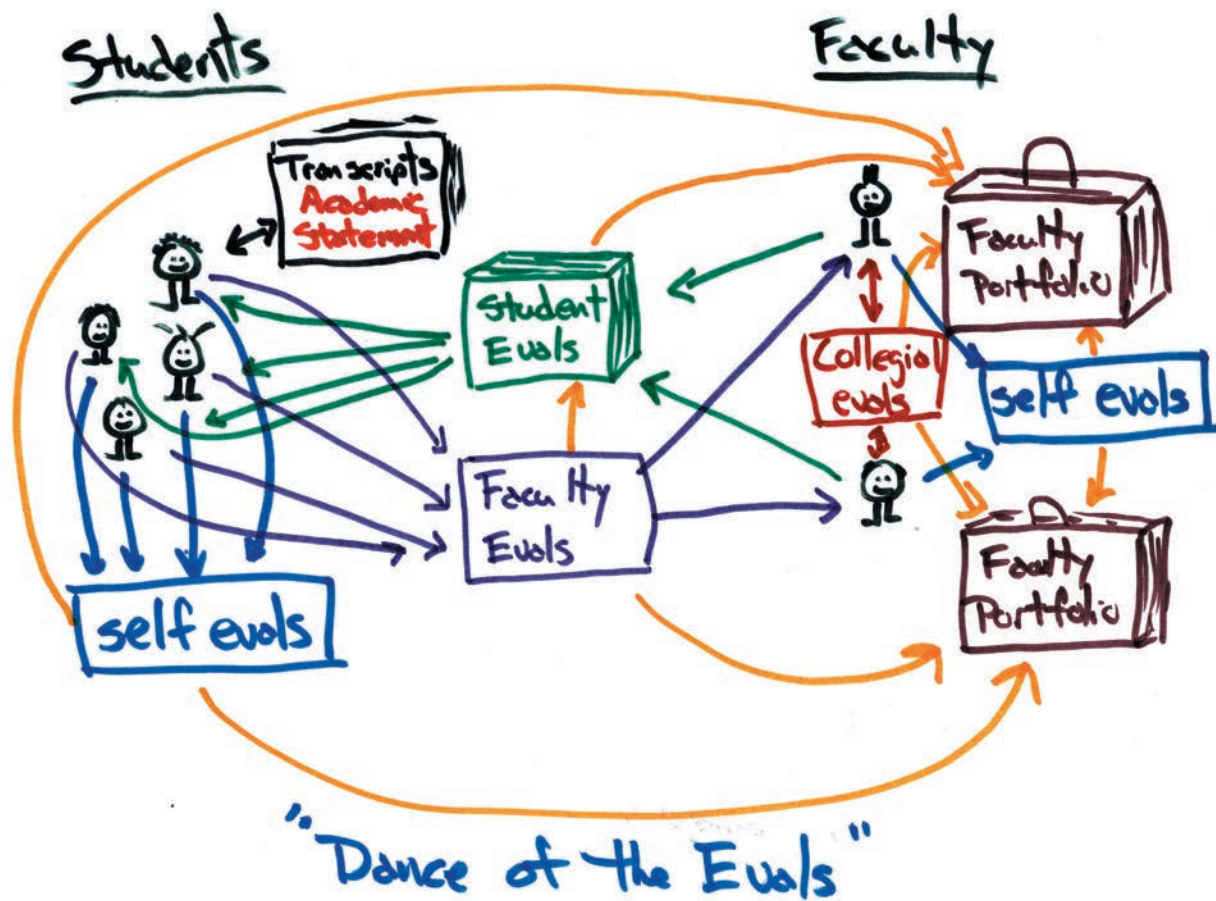 Students
Faculty
Transcripts
Academic
Statement
Student
Evals
Faculty
Portfolio
Collegial
evals
self evals
Faculty
Evals
Faculty
Portfolio
self evals
"Dance of the Evals"